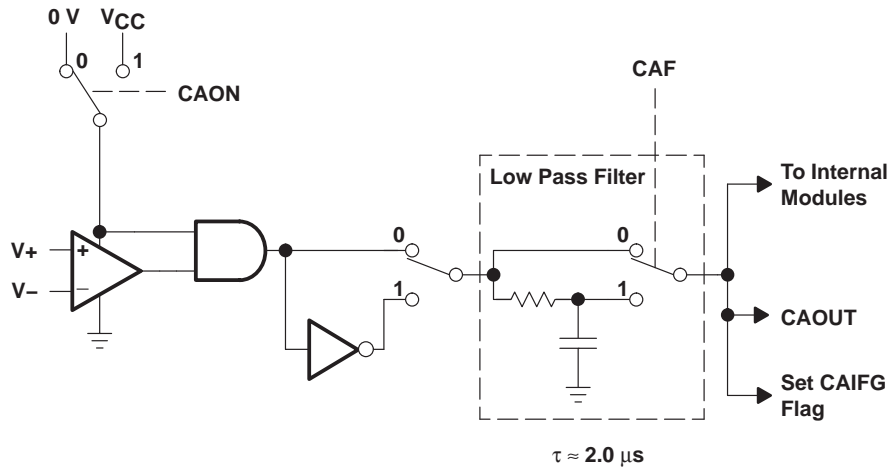 0 V VCC
0 1
CAON
CAF
Low Pass Filter
To Internal
Modules
V+
+
V−
−
0
1
0
1
CAOUT
Set CAIFG
Flag
τ ≈ 2.0 μs